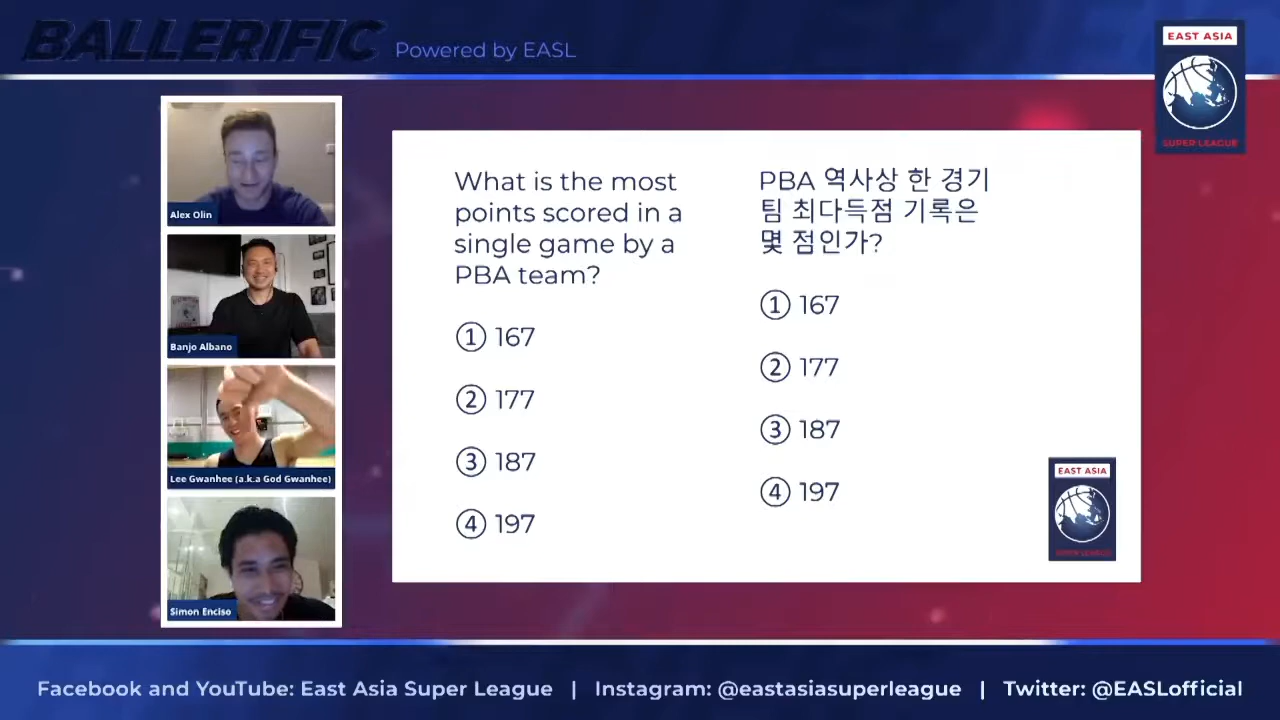 BALLERIFIC
Powered by EASL
EAST ASIA
SUPER LEAGUE
Alex Olin
Banjo Albano
Lee Gwanhee (a.k.a God Gwanhee)
Simon Enciso
What is the most
points scored in a
single game by a
PBA team?
① 167
② 177
③ 187
④ 197
PBA 역사상 한 경기
팀 최다득점 기록은
몇 점인가?
① 167
② 177
③ 187
④ 197
EAST ASIA
SUPER LEAGUE
Facebook and YouTube: East Asia Super League | Instagram: @eastasiasuperleague | Twitter: @EASLofficial